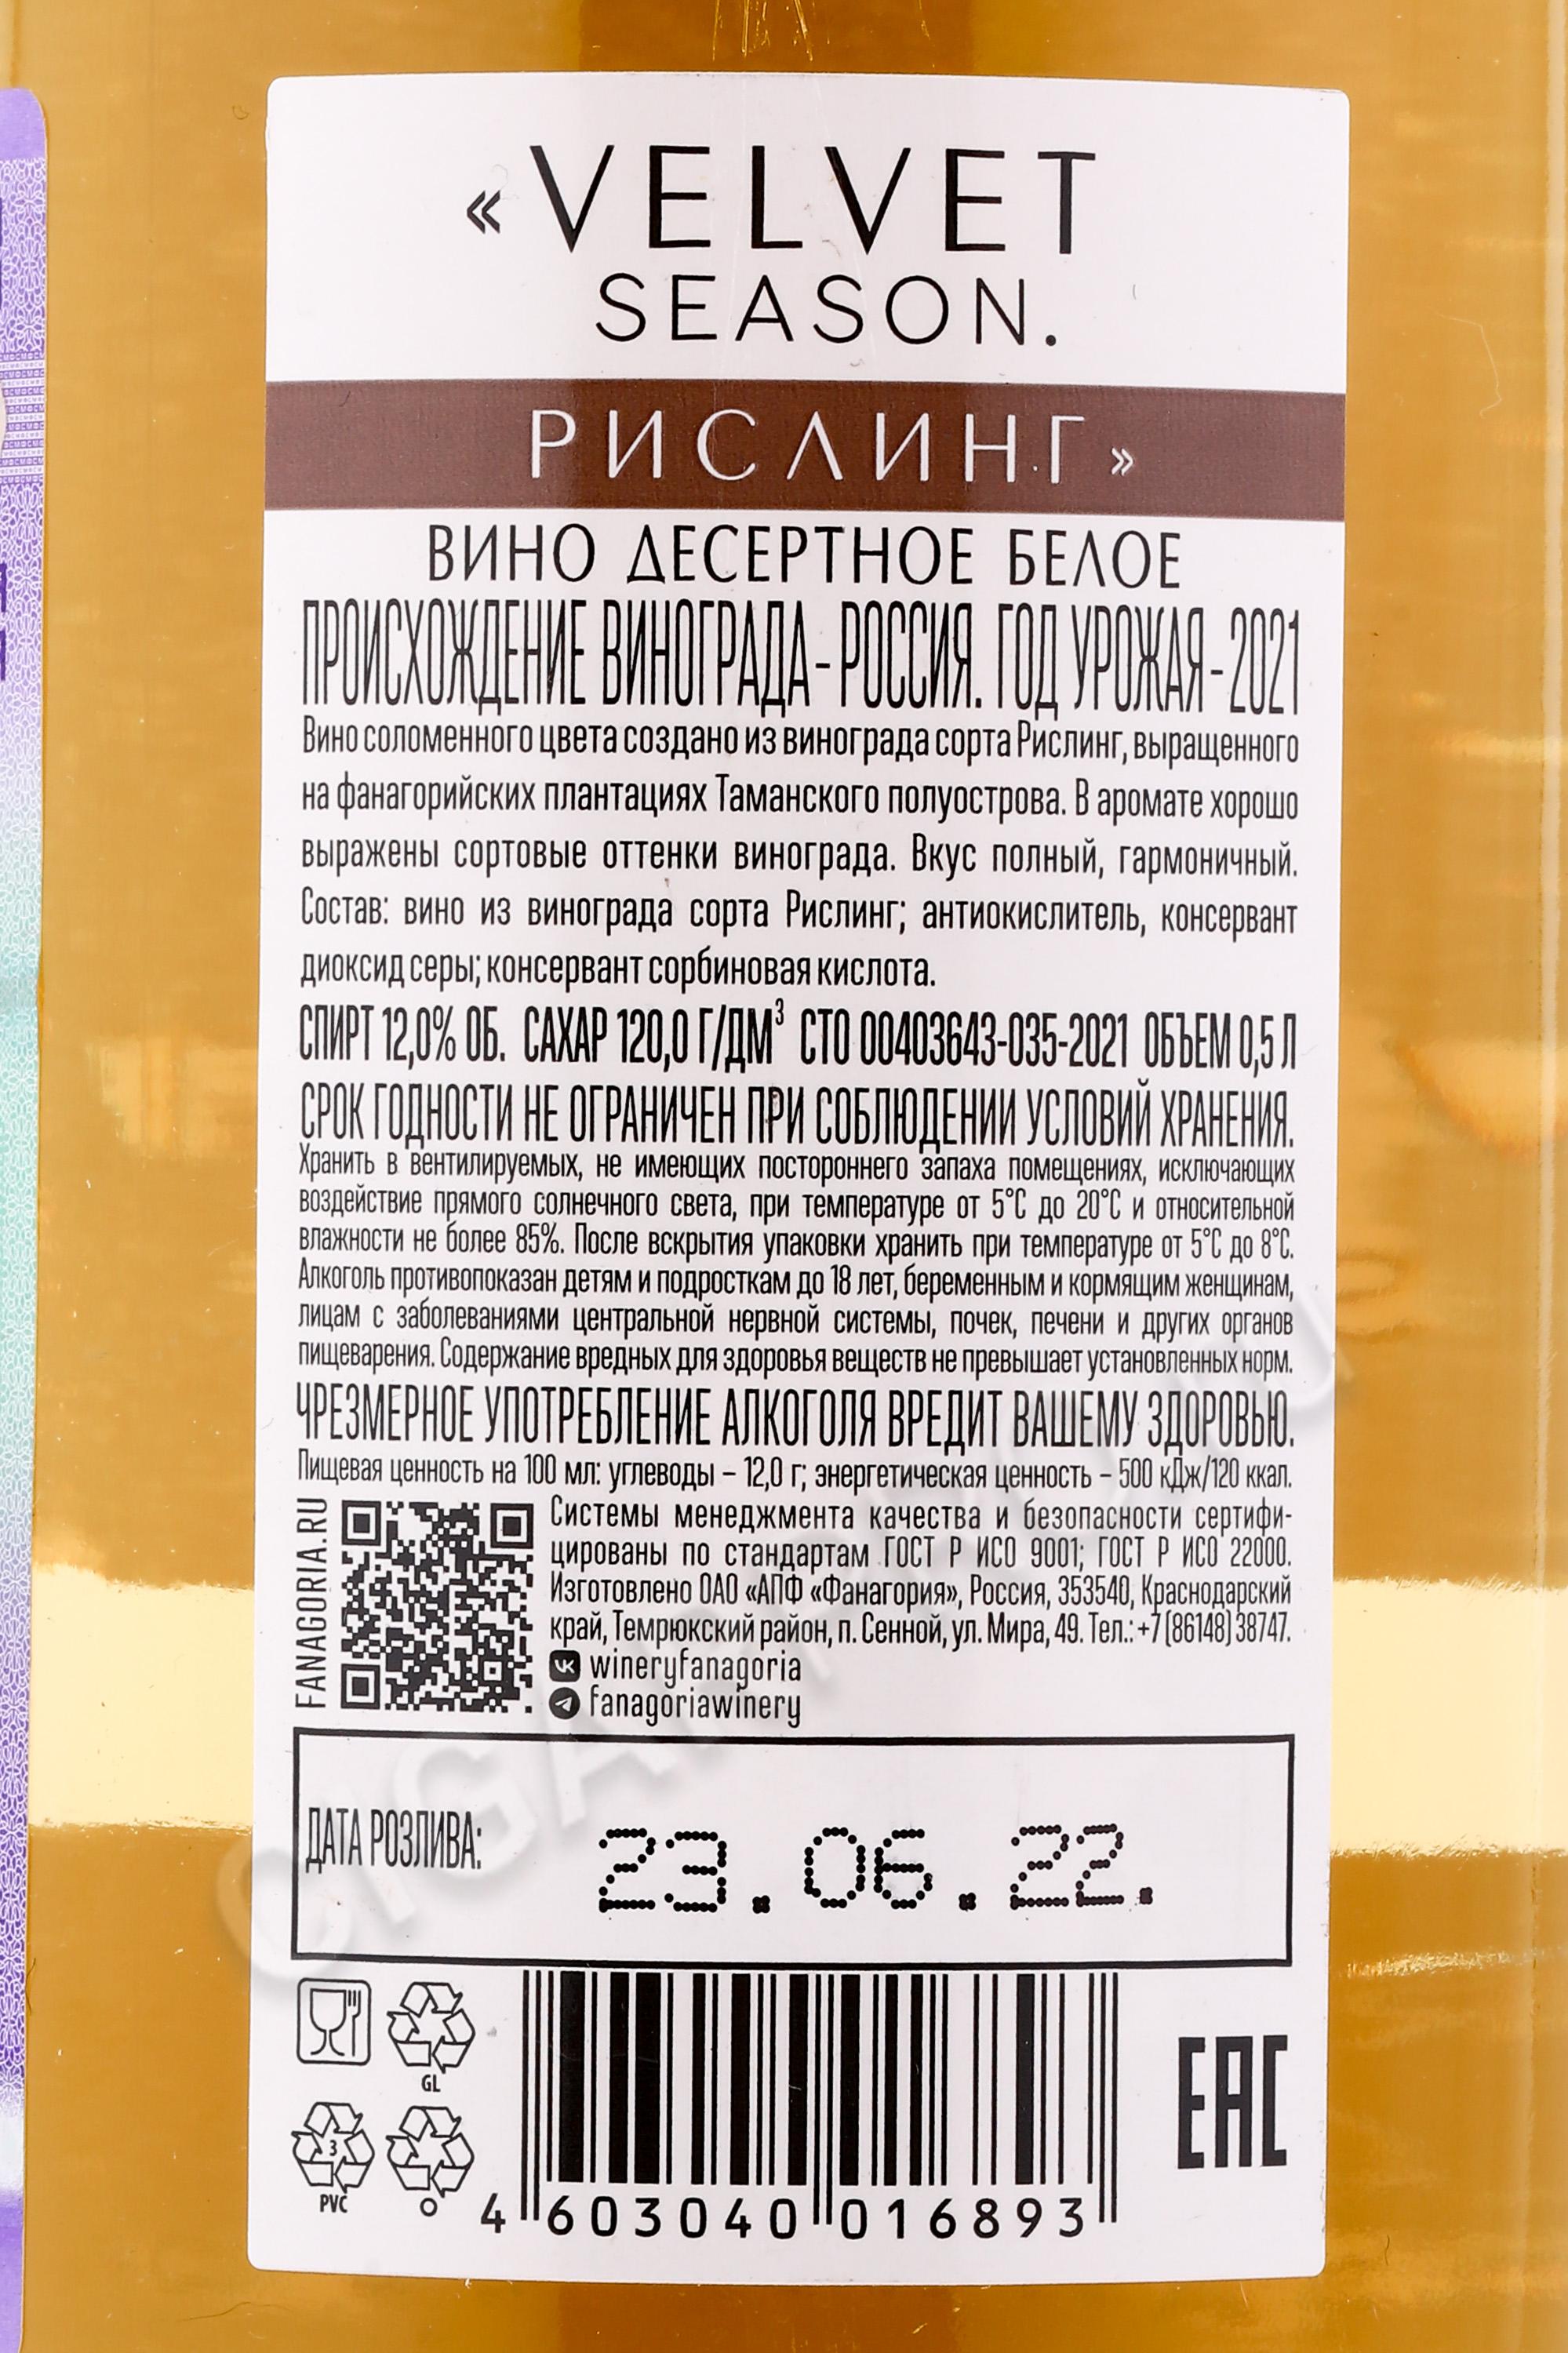 «VELVET
SEASON.
РИСЛИНГ»
ВИНО ДЕСЕРТНОЕ БЕЛОЕ
ПРОИСХОЖДЕНИЕ ВИНОГРАДА - РОССИЯ. ГОД УРОЖАЯ - 2021
Вино соломенного цвета создано из винограда сорта Рислинг, выращенного
на фанагорийских плантациях Таманского полуострова. В аромате хорошо
выражены сортовые оттенки винограда. Вкус полный, гармоничный.
Состав: вино из винограда сорта Рислинг; антиокислитель, консервант
диоксид серы; консервант сорбиновая кислота.
СПИРТ 12,0% ОБ. САХАР 120,0 Г/ДМ³ СТО 00403643-035-2021 ОБЪЕМ 0,5 Л
СРОК ГОДНОСТИ НЕ ОГРАНИЧЕН ПРИ СОБЛЮДЕНИИ УСЛОВИЙ ХРАНЕНИЯ.
Хранить в вентилируемых, не имеющих постороннего запаха помещениях, исключающих
воздействие прямого солнечного света, при температуре от 5°С до 20°С и относительной
влажности не более 85%. После вскрытия упаковки хранить при температуре от 5°С до 8°С.
Алкоголь противопоказан детям и подросткам до 18 лет, беременным и кормящим женщинам,
лицам с заболеваниями центральной нервной системы, почек, печени и других органов
пищеварения. Содержание вредных для здоровья веществ не превышает установленных норм.
ЧРЕЗМЕРНОЕ УПОТРЕБЛЕНИЕ АЛКОГОЛЯ ВРЕДИТ ВАШЕМУ ЗДОРОВЬЮ.
Пищевая ценность на 100 мл: углеводы – 12,0 г; энергетическая ценность – 500 кДж/120 ккал.
FANAGORIA.RU
Системы менеджмента качества и безопасности сертифи-
цированы по стандартам ГОСТ Р ИСО 9001; ГОСТ Р ИСО 22000.
Изготовлено ОАО «АПФ «Фанагория», Россия, 353540, Краснодарский
край, Темрюкский район, п. Сенной, ул. Мира, 49. Тел.: +7 (86148) 38747.
wineryfanagoria
fanagoriawinery
ДАТА РОЗЛИВА:
23.06.22.
GL
3
PVC
EAC
4 603040 016893